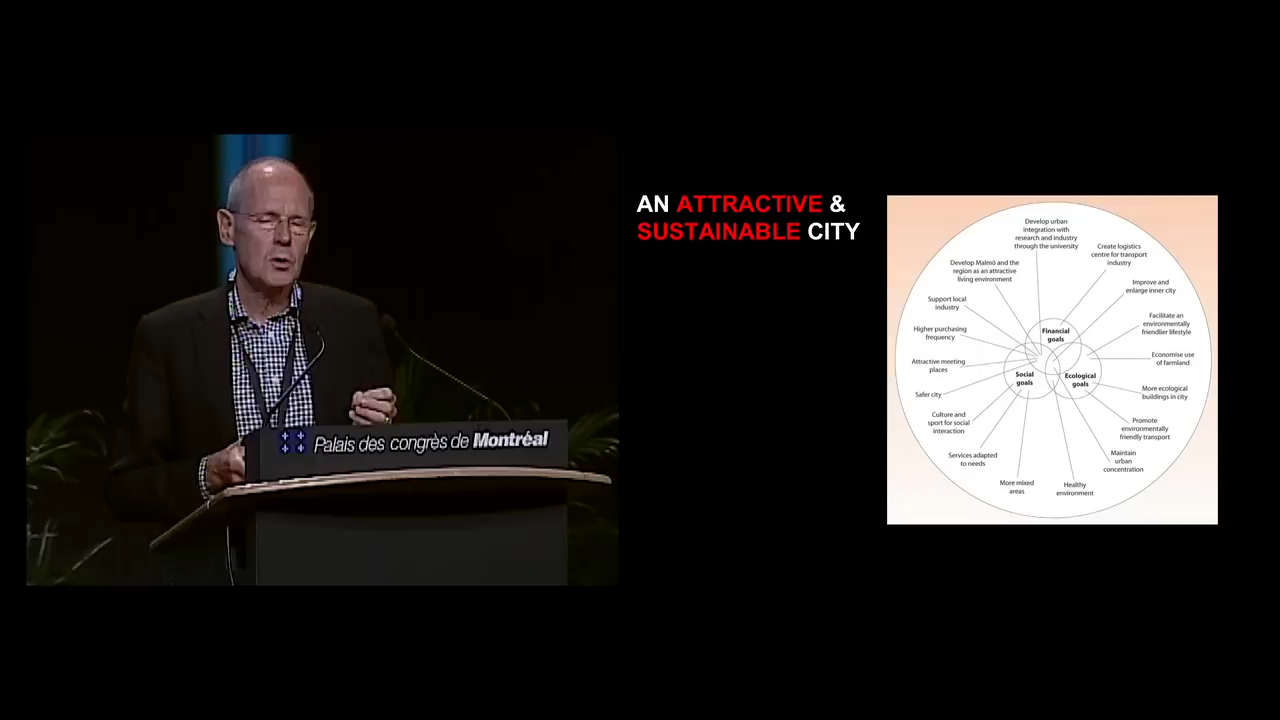 AN ATTRACTIVE &
SUSTAINABLE CITY
Palais des congrès de Montréal
Develop urban
integration with
research and industry
through the university
Create logistics
centre for transport
industry
Develop Malmö and the
region as an attractive
living environment
Improve and
enlarge inner city
Support local
industry
Facilitate an
environmentally
friendlier lifestyle
Higher purchasing
frequency
Financial
goals
Economise use
of farmland
Attractive meeting
places
Social
goals
Ecological
goals
Safer city
More ecological
buildings in city
Culture and
sport for social
interaction
Promote
environmentally
friendly transport
Services adapted
to needs
Maintain
urban
concentration
More mixed
areas
Healthy
environment